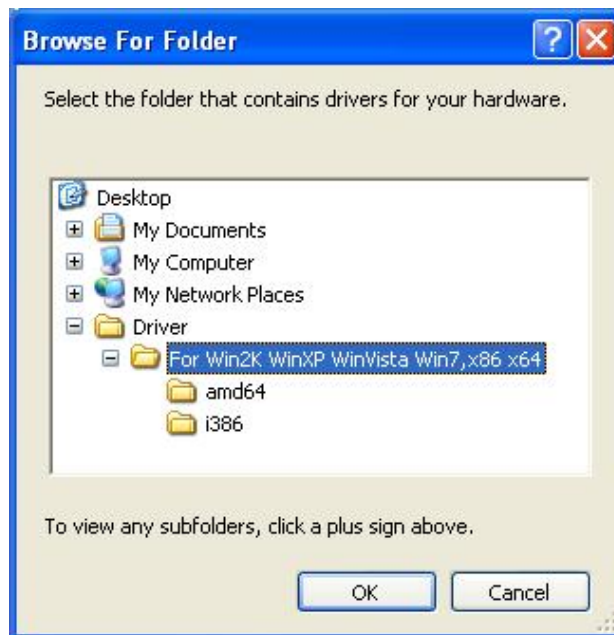 Browse For Folder
Select the folder that contains drivers for your hardware.
Desktop
My Documents
My Computer
My Network Places
Driver
For Win2K WinXP WinVista Win7,x86 x64
amd64
i386
To view any subfolders, click a plus sign above.
OK Cancel